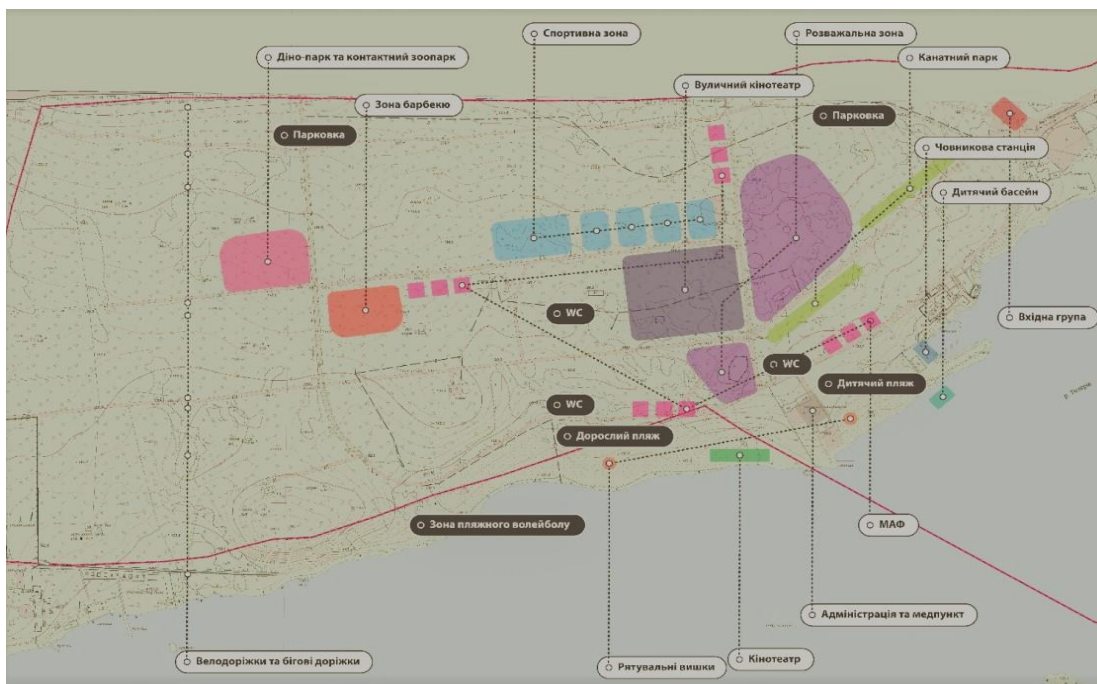 Спортивна зона
Розважальна зона
Діно-парк та контактний зоопарк
Канатний парк
Вуличний кінотеатр
Зона барбекю
Парковка
Парковка
Човникова станція
Дитячий басейн
WC
Вхідна група
WC
Дитячий пляж
WC
Дорослий пляж
Зона пляжного волейболу
МАФ
Адміністрація та медпункт
Велодоріжки та бігові доріжки
Рятувальні вишки
Кінотеатр